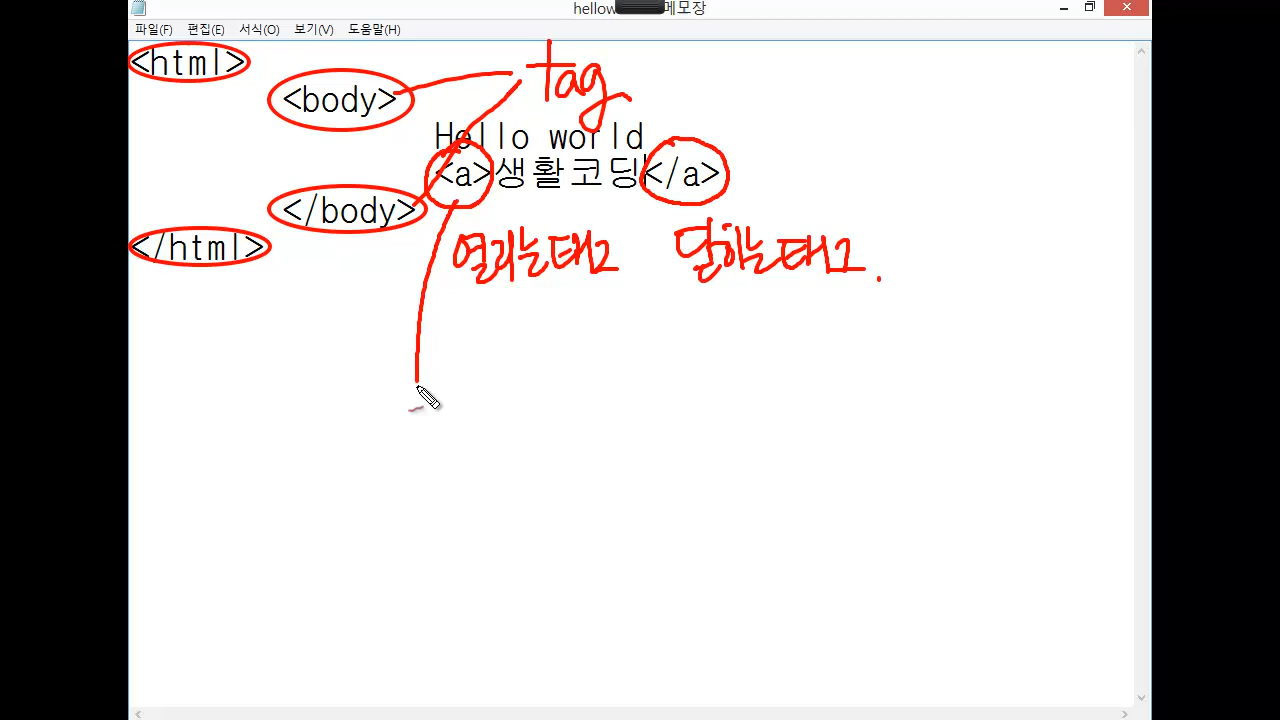 메모장
파일(F) 편집(E) 서식(O) 보기(V) 도움말(H)
<html>
<body>
tag
Hello world
<a>생활코딩</a>
</body>
</html>
열리는태그 닫히는태그.